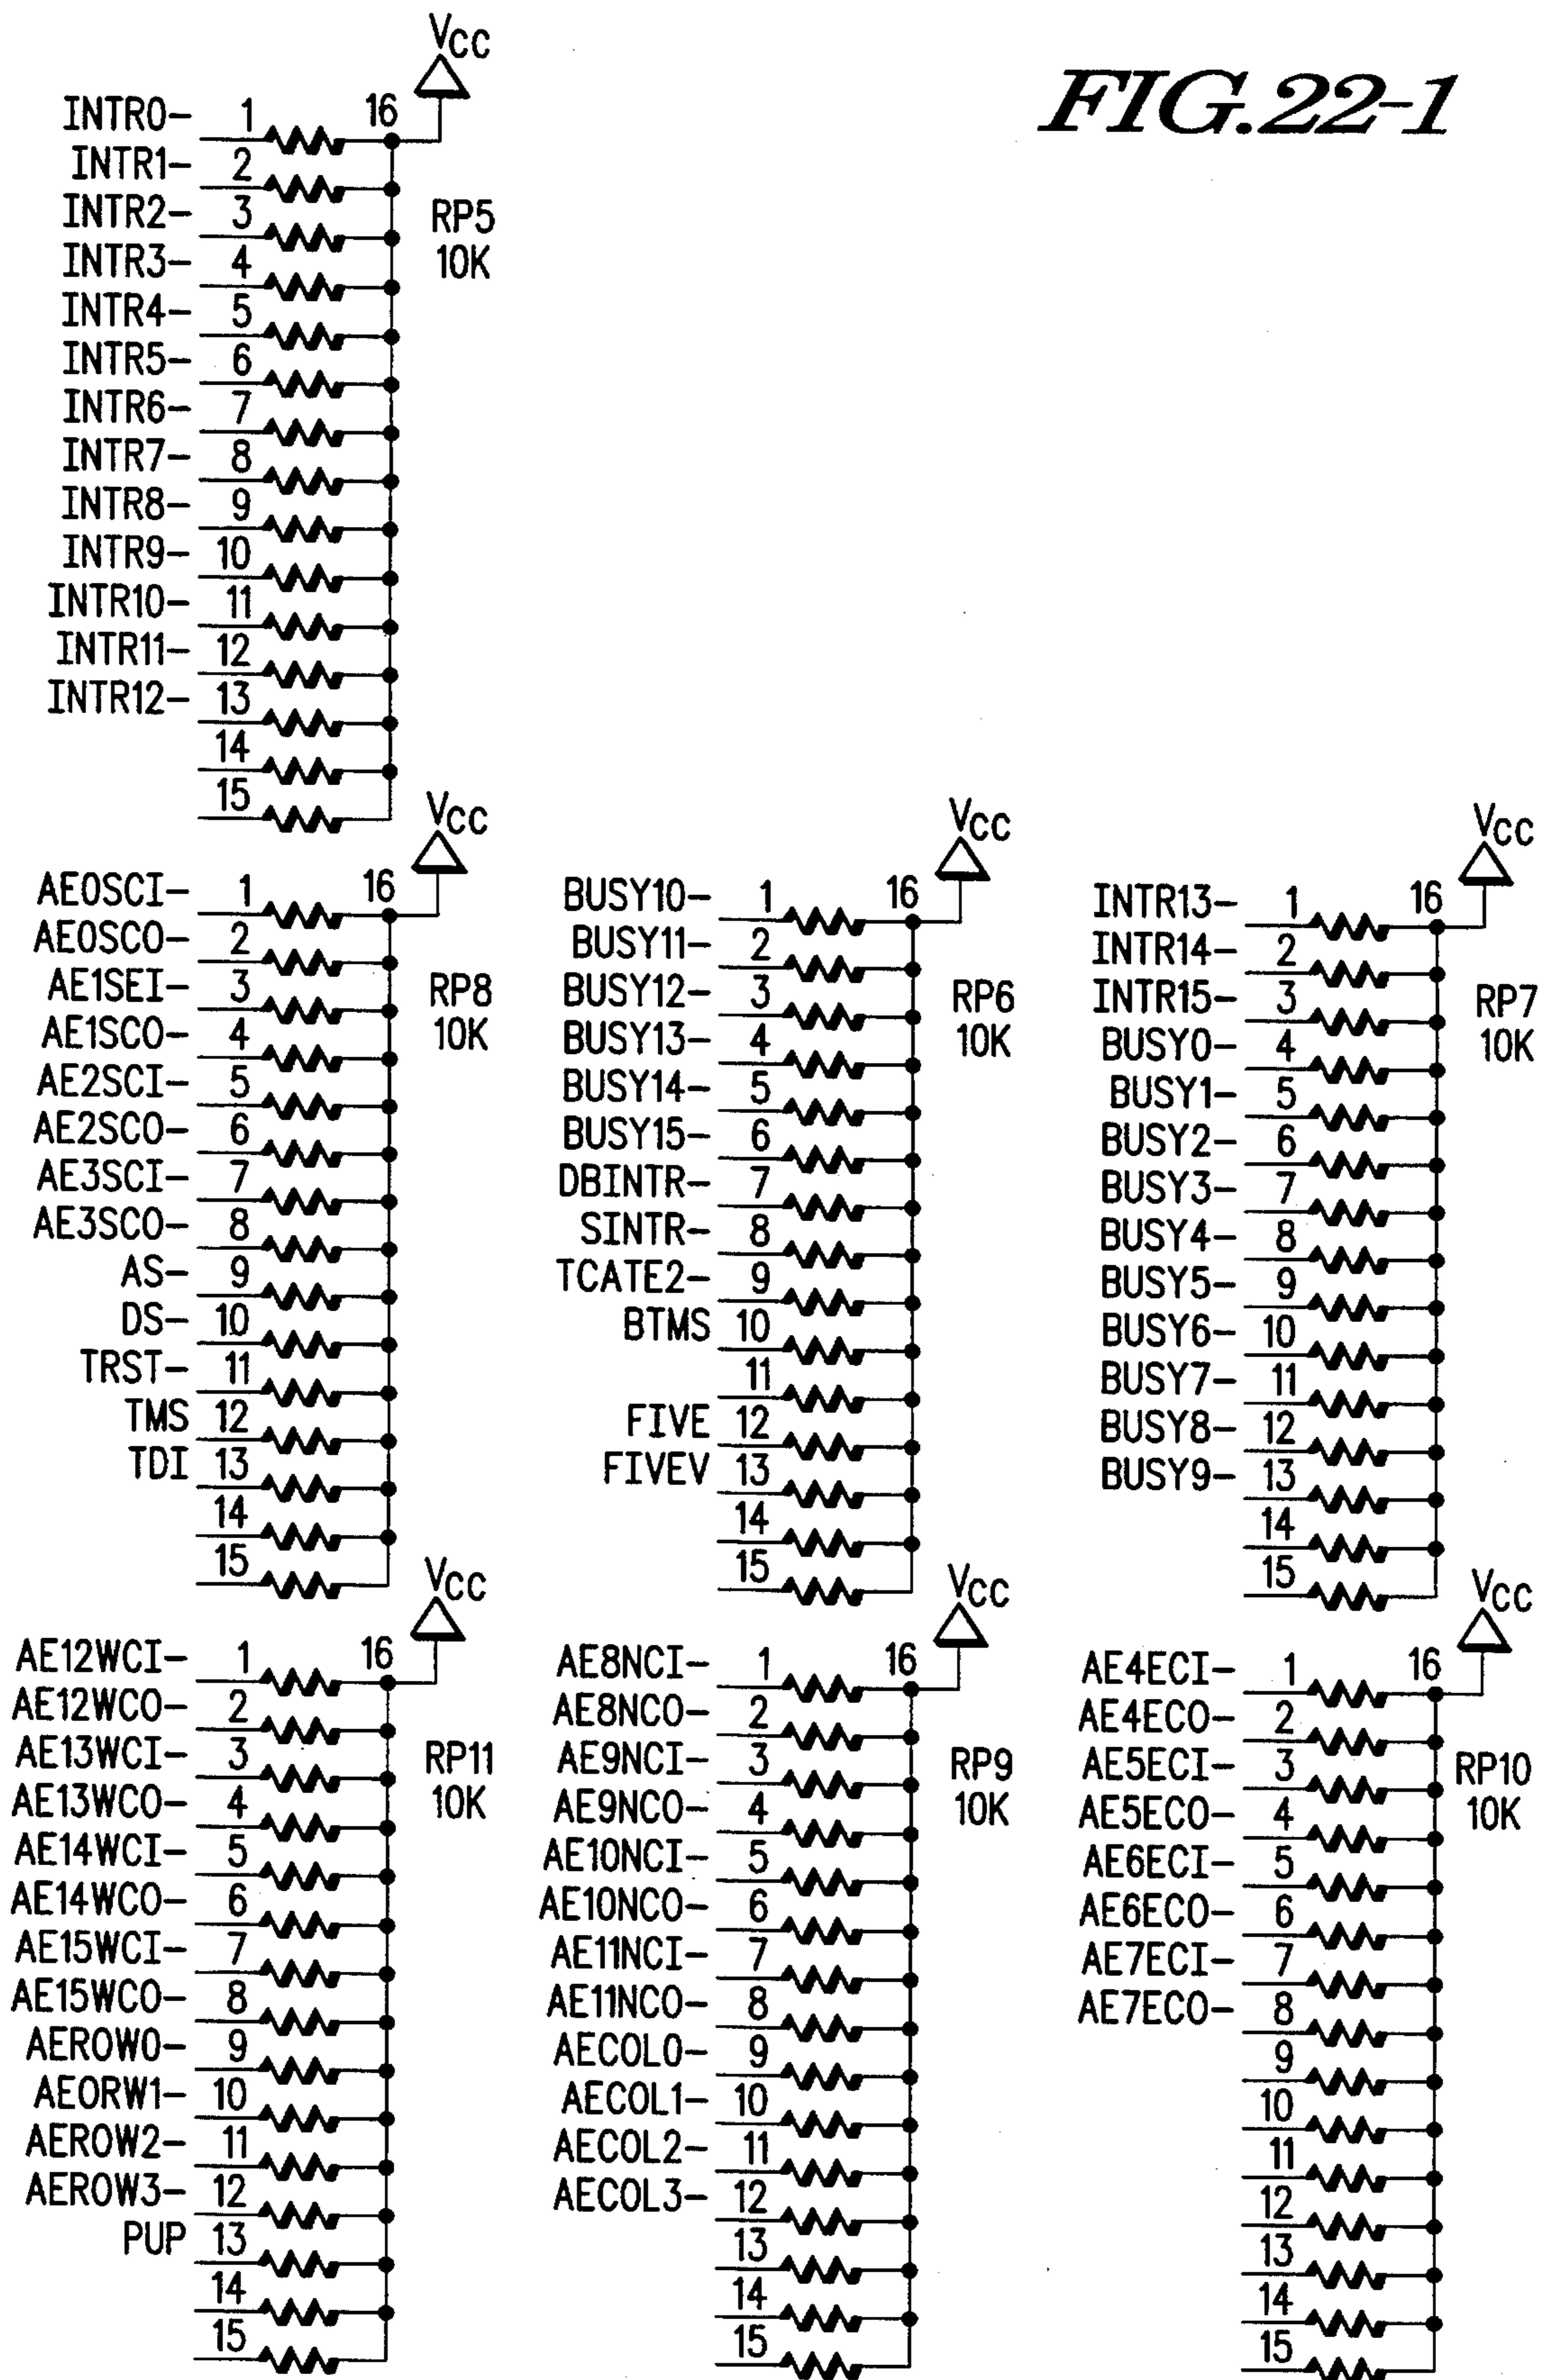 FIG.22-1
VCC
INTR0- 1 16
INTR1- 2
INTR2- 3 RP5
INTR3- 4 10K
INTR4- 5
INTR5- 6
INTR6- 7
INTR7- 8
INTR8- 9
INTR9- 10
INTR10- 11
INTR11- 12
INTR12- 13
14
15
VCC
AE0SCI- 1 16
AE0SCO- 2
AE1SEI- 3 RP8
AE1SCO- 4 10K
AE2SCI- 5
AE2SCO- 6
AE3SCI- 7
AE3SCO- 8
AS- 9
DS- 10
TRST- 11
TMS 12
TDI 13
14
15
VCC
BUSY10- 1 16
BUSY11- 2
BUSY12- 3 RP6
BUSY13- 4 10K
BUSY14- 5
BUSY15- 6
DBINTR- 7
SINTR- 8
TCATE2- 9
BTMS 10
11
FIVE 12
FIVEV 13
14
15
VCC
INTR13- 1 16
INTR14- 2
INTR15- 3 RP7
BUSY0- 4 10K
BUSY1- 5
BUSY2- 6
BUSY3- 7
BUSY4- 8
BUSY5- 9
BUSY6- 10
BUSY7- 11
BUSY8- 12
BUSY9- 13
14
15
VCC
AE12WCI- 1 16
AE12WCO- 2
AE13WCI- 3 RP11
AE13WCO- 4 10K
AE14WCI- 5
AE14WCO- 6
AE15WCI- 7
AE15WCO- 8
AEROW0- 9
AEORW1- 10
AEROW2- 11
AEROW3- 12
PUP 13
14
15
VCC
AE8NCI- 1 16
AE8NCO- 2
AE9NCI- 3 RP9
AE9NCO- 4 10K
AE10NCI- 5
AE10NCO- 6
AE11NCI- 7
AE11NCO- 8
AECOL0- 9
AECOL1- 10
AECOL2- 11
AECOL3- 12
13
14
15
VCC
AE4ECI- 1 16
AE4ECO- 2
AE5ECI- 3 RP10
AE5ECO- 4 10K
AE6ECI- 5
AE6ECO- 6
AE7ECI- 7
AE7ECO- 8
9
10
11
12
13
14
15